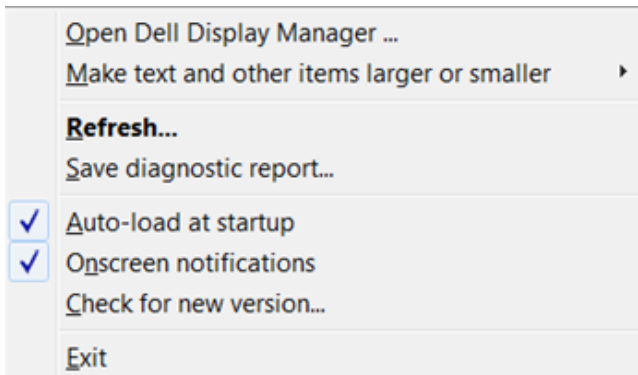 Open Dell Display Manager ...
Make text and other items larger or smaller
Refresh...
Save diagnostic report...
Auto-load at startup
Onscreen notifications
Check for new version...
Exit